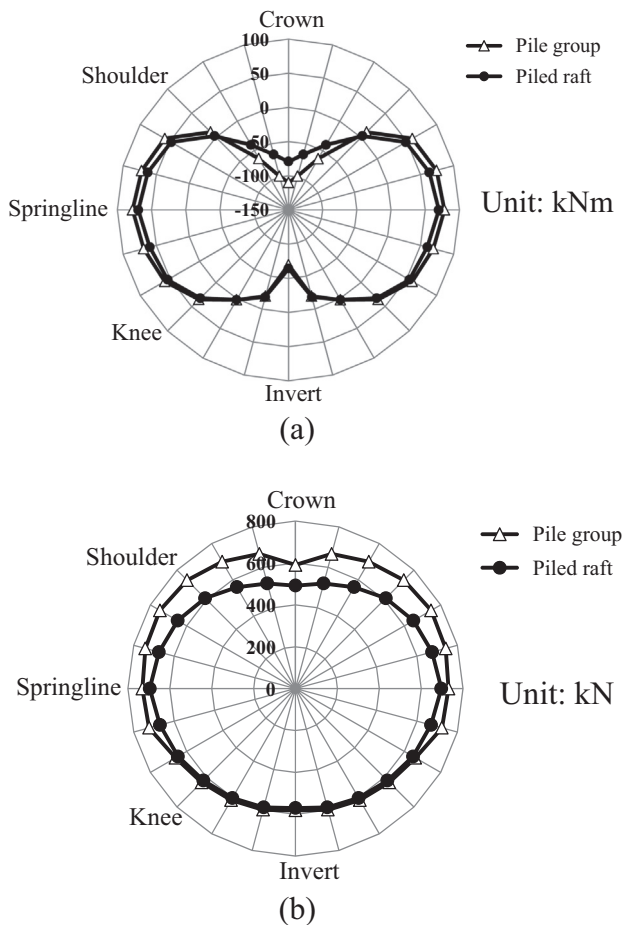 Crown
100
Pile group
Shoulder
50
Piled raft
0
-50
-100
Springline
-150
Unit: kNm
Knee
Invert
(a)
Crown
800
Pile group
Shoulder
600
Piled raft
400
200
Springline
0
Unit: kN
Knee
Invert
(b)